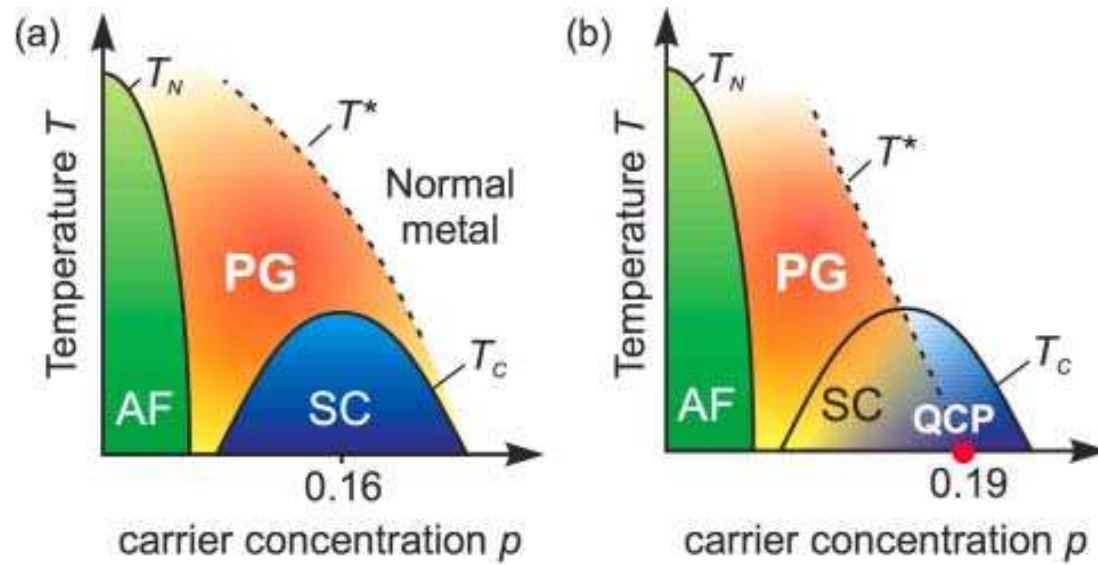 (a)
Temperature T
T_N
T*
Normal
metal
PG
AF
SC
T_C
0.16
carrier concentration p
(b)
Temperature T
T_N
T*
PG
AF
SC
QCP
T_C
0.19
carrier concentration p